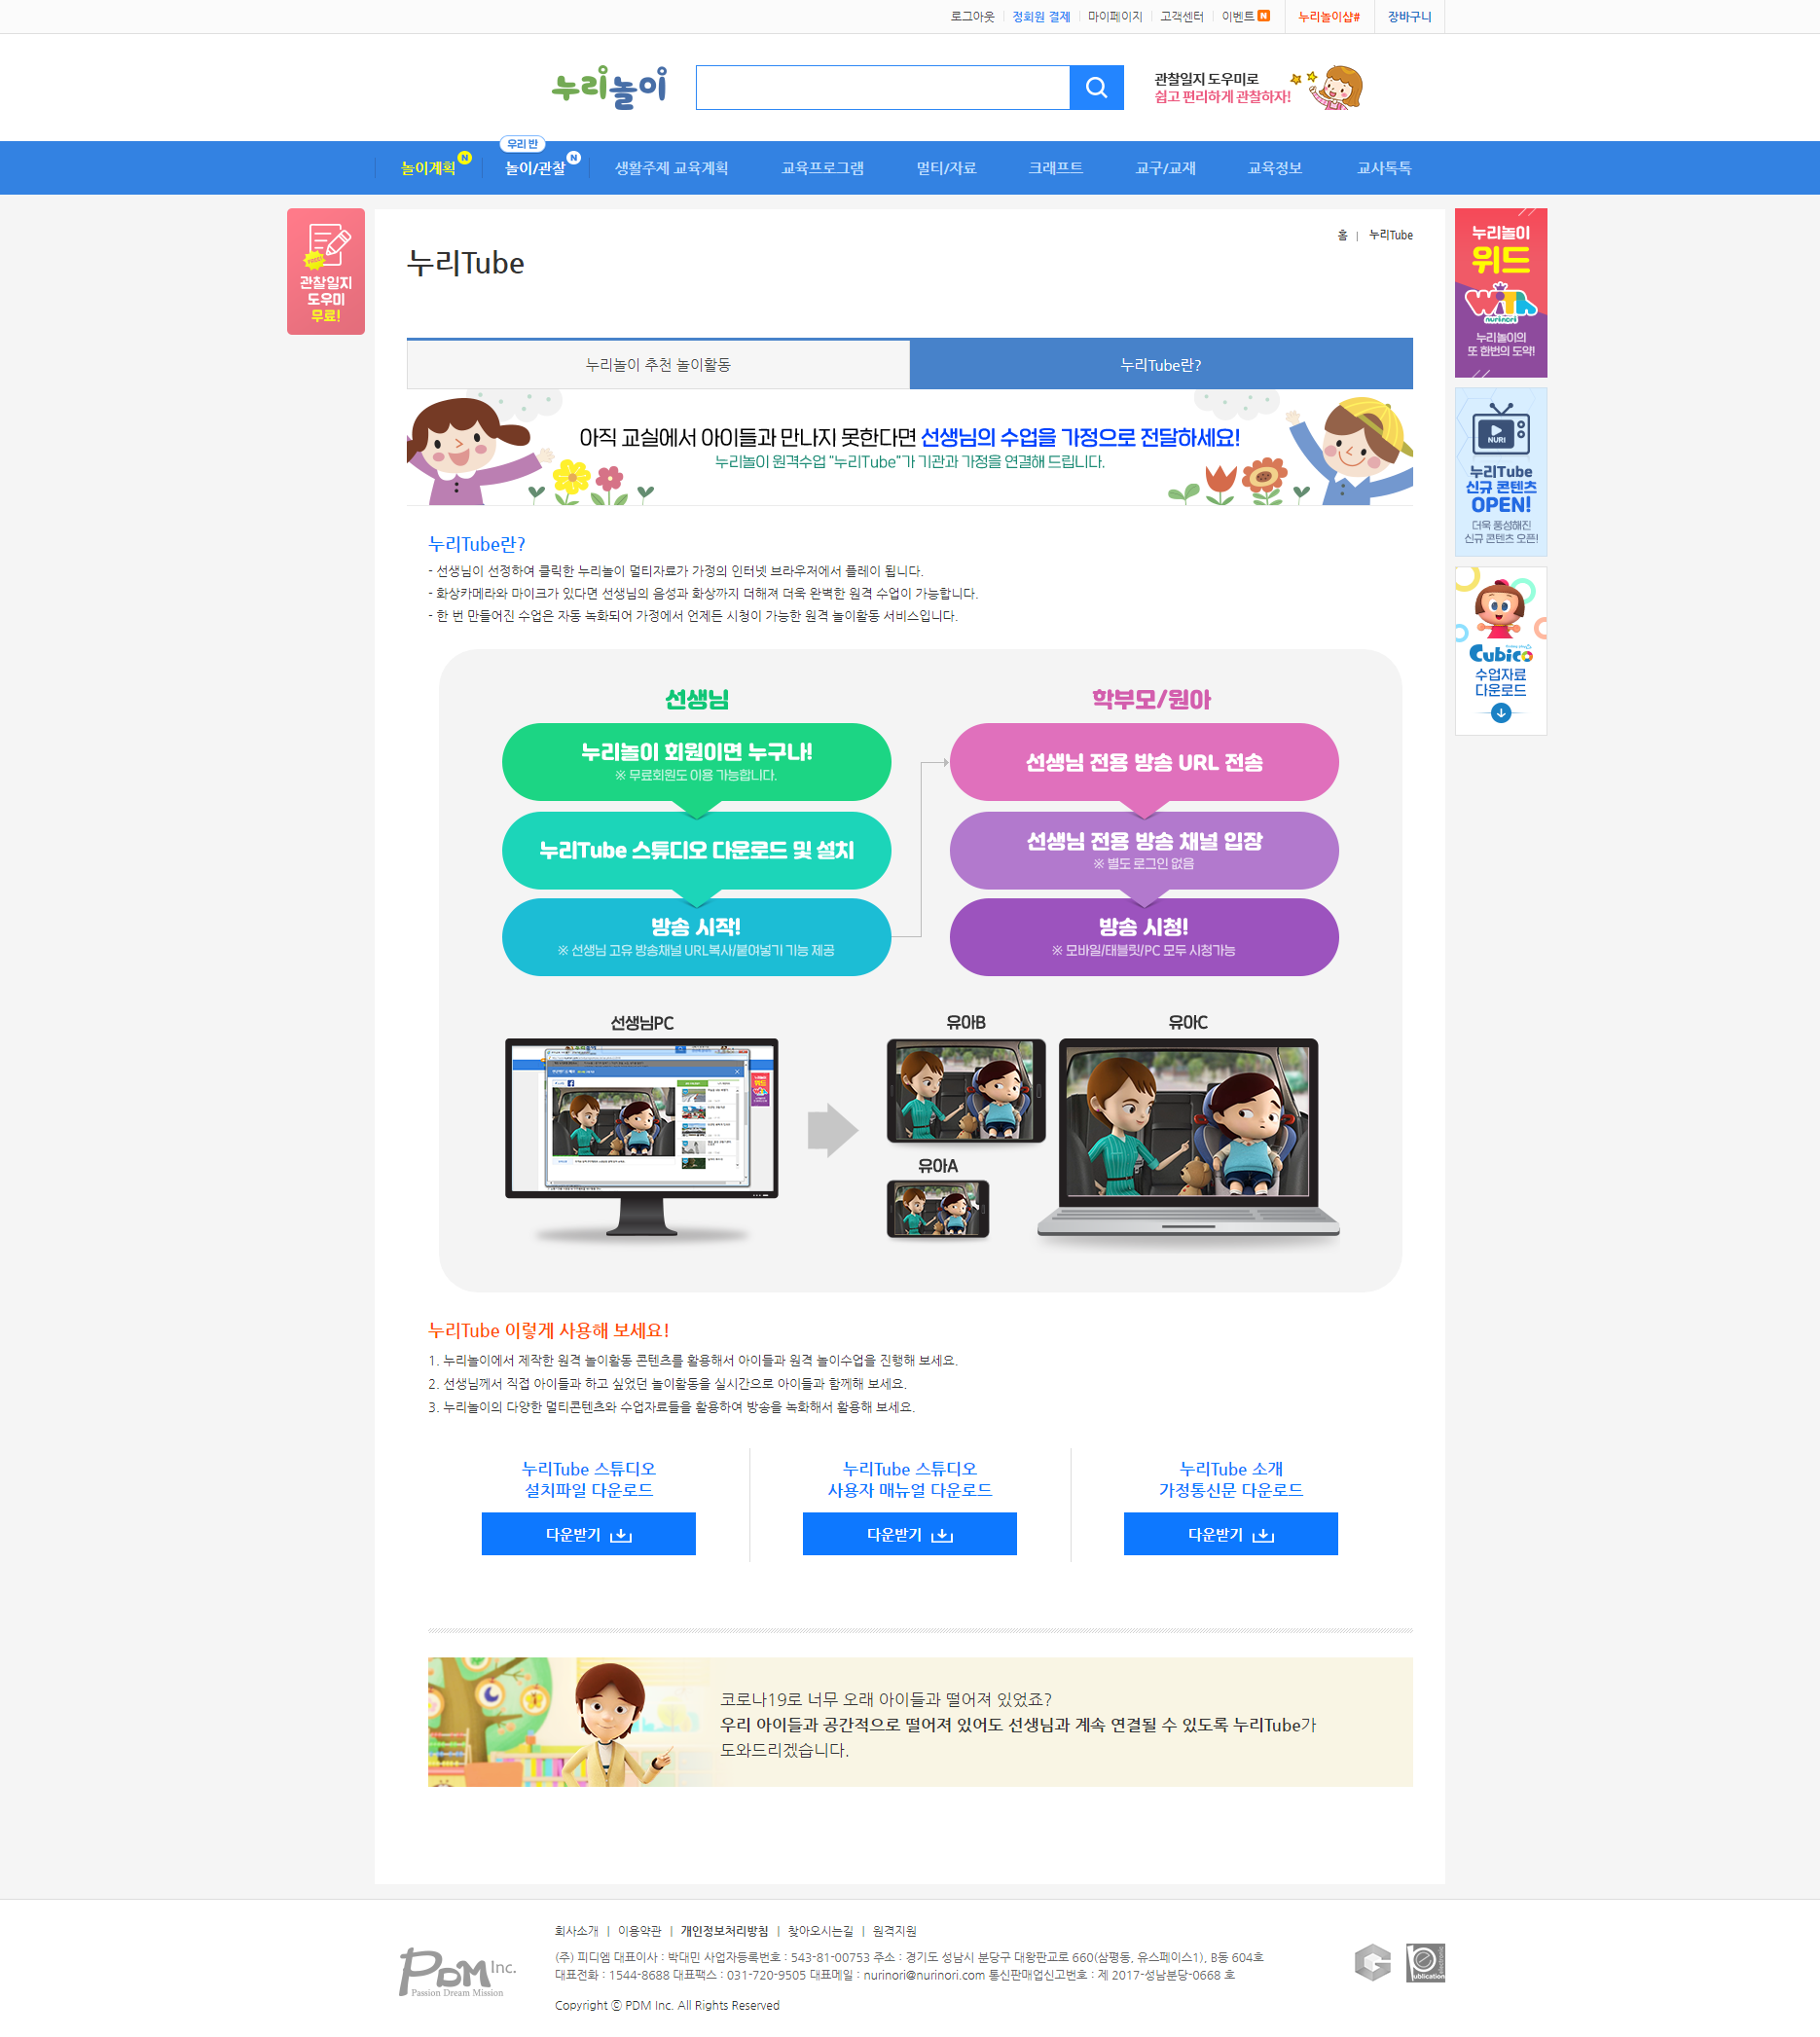 로그아웃 정회원 결제 마이페이지 고객센터 이벤트 N 누리놀이샵# 장바구니
누리놀이
관찰일지 도우미로
쉽고 편리하게 관찰하자!
우리 반
놀이계획 N 놀이/관찰 N 생활주제 교육계획 교육프로그램 멀티/자료 크래프트 교구/교재 교육정보 교사톡톡
FREE!
관찰일지
도우미
무료!
홈 | 누리Tube
누리Tube
누리놀이
위드
With
nurinori
누리놀이의
또 한번의 도약!
누리놀이 추천 놀이활동
누리Tube란?
아직 교실에서 아이들과 만나지 못한다면 선생님의 수업을 가정으로 전달하세요!
누리놀이 원격수업 "누리Tube"가 기관과 가정을 연결해 드립니다.
NURI
누리Tube
신규 콘텐츠
OPEN!
더욱 풍성해진
신규 콘텐츠 오픈!
누리Tube란?
- 선생님이 선정하여 클릭한 누리놀이 멀티자료가 가정의 인터넷 브라우저에서 플레이 됩니다.
- 화상카메라와 마이크가 있다면 선생님의 음성과 화상까지 더해져 더욱 완벽한 원격 수업이 가능합니다.
- 한 번 만들어진 수업은 자동 녹화되어 가정에서 언제든 시청이 가능한 원격 놀이활동 서비스입니다.
Cubico
수업자료
다운로드
선생님
누리놀이 회원이면 누구나!
※ 무료회원도 이용 가능합니다.
누리Tube 스튜디오 다운로드 및 설치
방송 시작!
※ 선생님 고유 방송채널 URL복사/붙여넣기 기능 제공
학부모/원아
선생님 전용 방송 URL 전송
선생님 전용 방송 채널 입장
※ 별도 로그인 없음
방송 시청!
※ 모바일/태블릿/PC 모두 시청가능
선생님PC
유아B
유아C
유아A
위드
누리Tube 이렇게 사용해 보세요!
1. 누리놀이에서 제작한 원격 놀이활동 콘텐츠를 활용해서 아이들과 원격 놀이수업을 진행해 보세요.
2. 선생님께서 직접 아이들과 하고 싶었던 놀이활동을 실시간으로 아이들과 함께해 보세요.
3. 누리놀이의 다양한 멀티콘텐츠와 수업자료들을 활용하여 방송을 녹화해서 활용해 보세요.
누리Tube 스튜디오
설치파일 다운로드
다운받기
누리Tube 스튜디오
사용자 매뉴얼 다운로드
다운받기
누리Tube 소개
가정통신문 다운로드
다운받기
코로나19로 너무 오래 아이들과 떨어져 있었죠?
우리 아이들과 공간적으로 떨어져 있어도 선생님과 계속 연결될 수 있도록 누리Tube가
도와드리겠습니다.
회사소개 | 이용약관 | 개인정보처리방침 | 찾아오시는길 | 원격지원
PDM Inc.
Passion Dream Mission
(주) 피디엠 대표이사 : 박대민 사업자등록번호 : 543-81-00753 주소 : 경기도 성남시 분당구 대왕판교로 660(삼평동, 유스페이스1), B동 604호
대표전화 : 1544-8688 대표팩스 : 031-720-9505 대표메일 : nurinori@nurinori.com 통신판매업신고번호 : 제 2017-성남분당-0668 호
Copyright ⓒ PDM Inc. All Rights Reserved